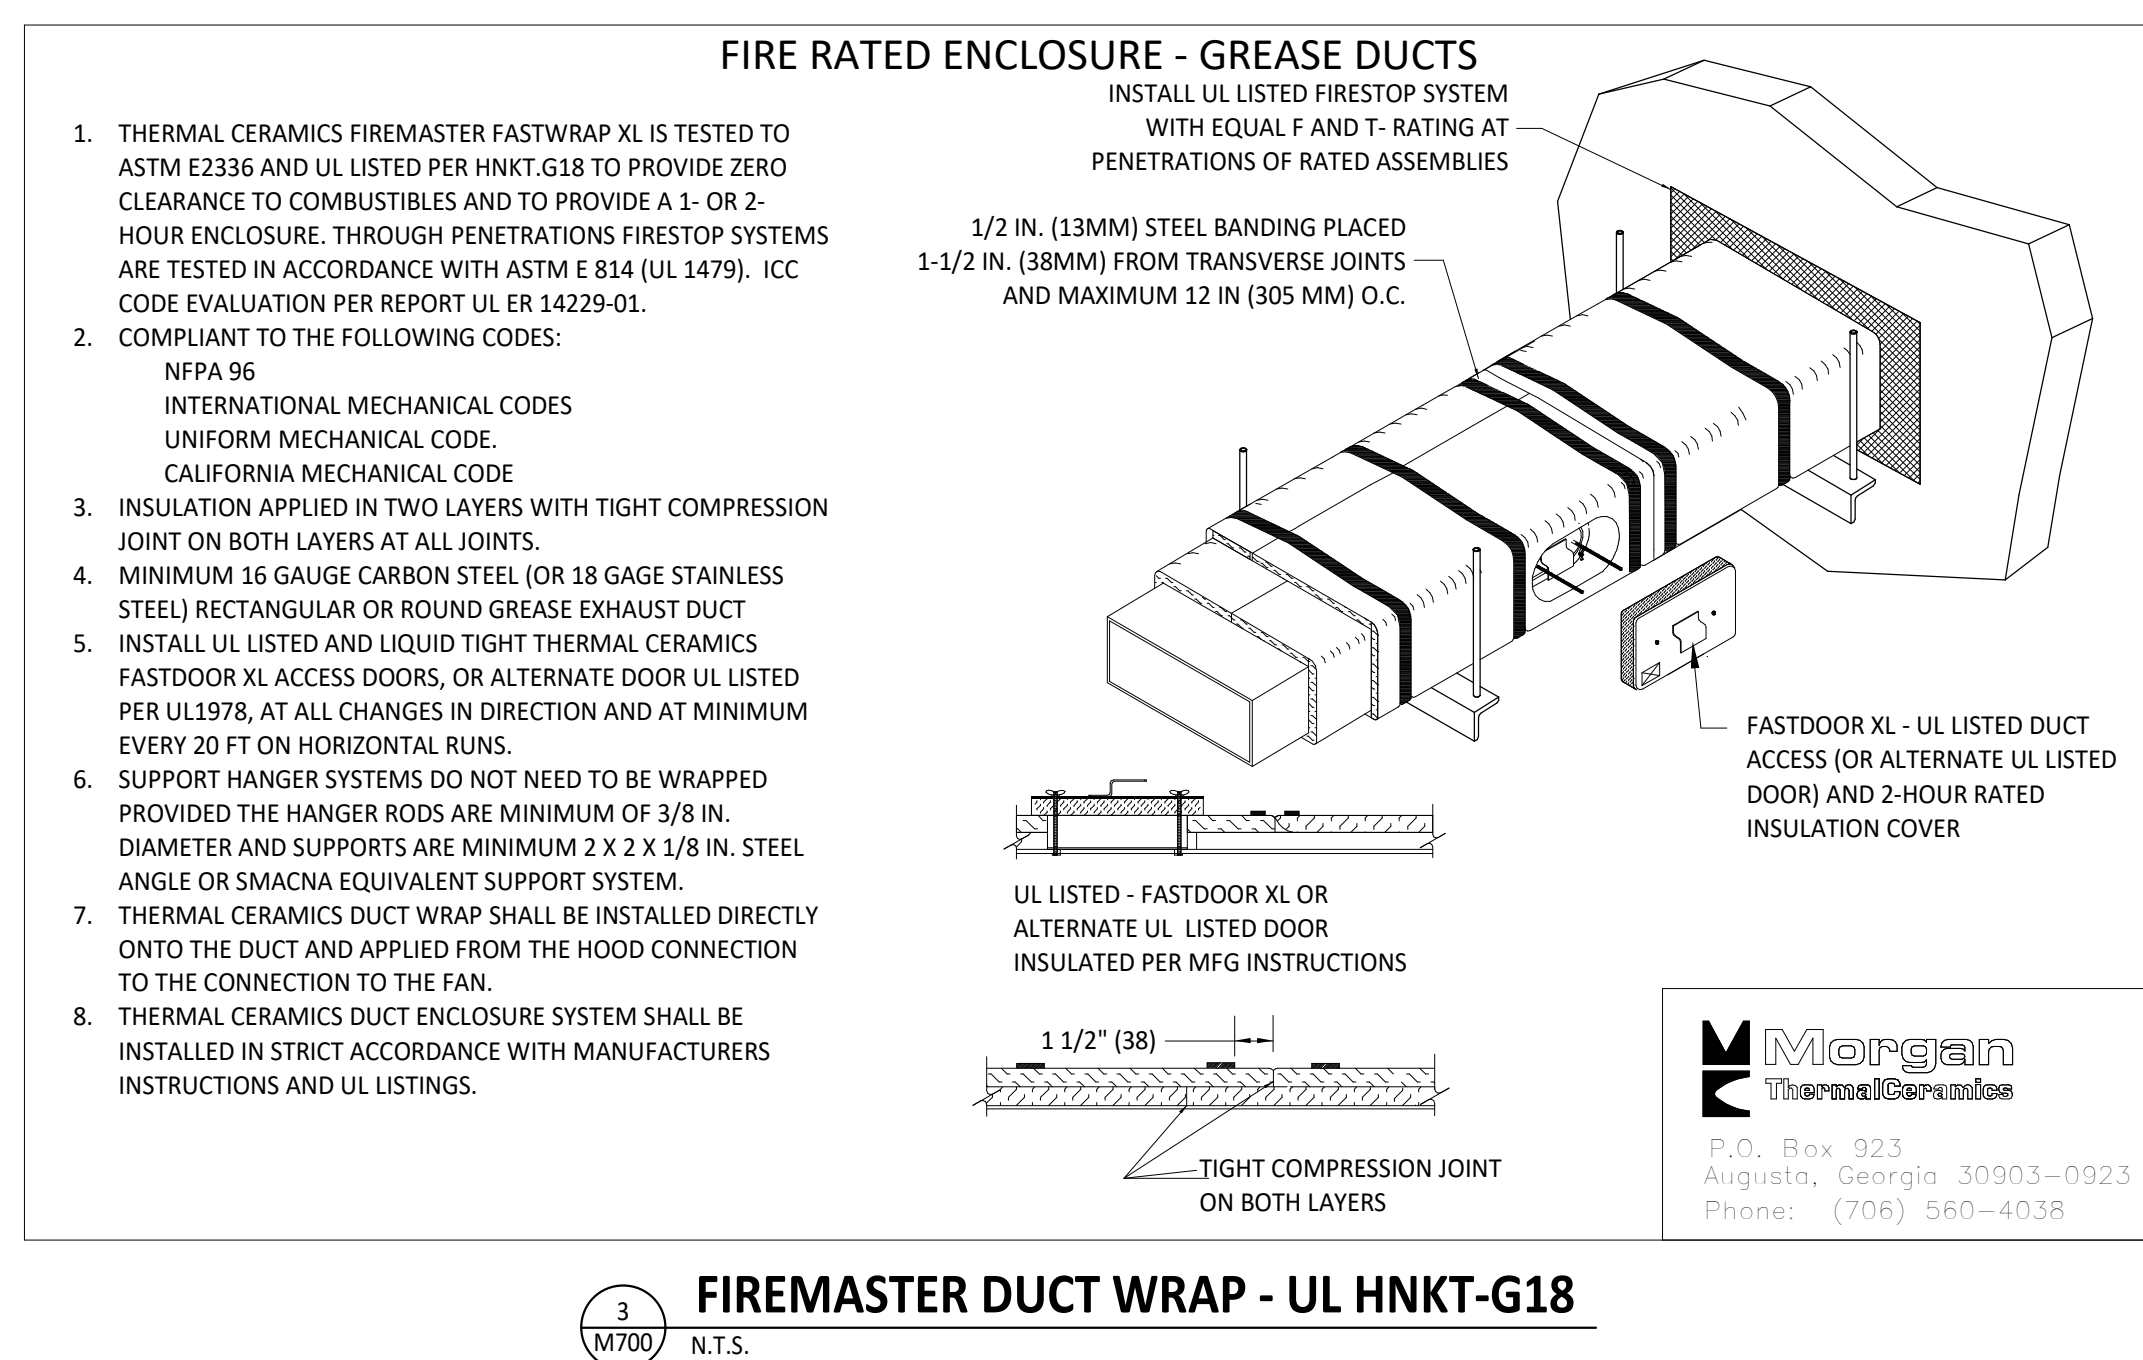 FIRE RATED ENCLOSURE - GREASE DUCTS
1. THERMAL CERAMICS FIREMASTER FASTWRAP XL IS TESTED TO
ASTM E2336 AND UL LISTED PER HNKT.G18 TO PROVIDE ZERO
CLEARANCE TO COMBUSTIBLES AND TO PROVIDE A 1- OR 2-
HOUR ENCLOSURE. THROUGH PENETRATIONS FIRESTOP SYSTEMS
ARE TESTED IN ACCORDANCE WITH ASTM E 814 (UL 1479). ICC
CODE EVALUATION PER REPORT UL ER 14229-01.
2. COMPLIANT TO THE FOLLOWING CODES:
NFPA 96
INTERNATIONAL MECHANICAL CODES
UNIFORM MECHANICAL CODE.
CALIFORNIA MECHANICAL CODE
3. INSULATION APPLIED IN TWO LAYERS WITH TIGHT COMPRESSION
JOINT ON BOTH LAYERS AT ALL JOINTS.
4. MINIMUM 16 GAUGE CARBON STEEL (OR 18 GAGE STAINLESS
STEEL) RECTANGULAR OR ROUND GREASE EXHAUST DUCT
5. INSTALL UL LISTED AND LIQUID TIGHT THERMAL CERAMICS
FASTDOOR XL ACCESS DOORS, OR ALTERNATE DOOR UL LISTED
PER UL1978, AT ALL CHANGES IN DIRECTION AND AT MINIMUM
EVERY 20 FT ON HORIZONTAL RUNS.
6. SUPPORT HANGER SYSTEMS DO NOT NEED TO BE WRAPPED
PROVIDED THE HANGER RODS ARE MINIMUM OF 3/8 IN.
DIAMETER AND SUPPORTS ARE MINIMUM 2 X 2 X 1/8 IN. STEEL
ANGLE OR SMACNA EQUIVALENT SUPPORT SYSTEM.
7. THERMAL CERAMICS DUCT WRAP SHALL BE INSTALLED DIRECTLY
ONTO THE DUCT AND APPLIED FROM THE HOOD CONNECTION
TO THE CONNECTION TO THE FAN.
8. THERMAL CERAMICS DUCT ENCLOSURE SYSTEM SHALL BE
INSTALLED IN STRICT ACCORDANCE WITH MANUFACTURERS
INSTRUCTIONS AND UL LISTINGS.
INSTALL UL LISTED FIRESTOP SYSTEM
WITH EQUAL F AND T- RATING AT
PENETRATIONS OF RATED ASSEMBLIES
1/2 IN. (13MM) STEEL BANDING PLACED
1-1/2 IN. (38MM) FROM TRANSVERSE JOINTS
AND MAXIMUM 12 IN (305 MM) O.C.
FASTDOOR XL - UL LISTED DUCT
ACCESS (OR ALTERNATE UL LISTED
DOOR) AND 2-HOUR RATED
INSULATION COVER
UL LISTED - FASTDOOR XL OR
ALTERNATE UL LISTED DOOR
INSULATED PER MFG INSTRUCTIONS
1 1/2" (38)
TIGHT COMPRESSION JOINT
ON BOTH LAYERS
Morgan
ThermalCeramics
P.O. Box 923
Augusta, Georgia 30903-0923
Phone: (706) 560-4038
3
M700
FIREMASTER DUCT WRAP - UL HNKT-G18
N.T.S.